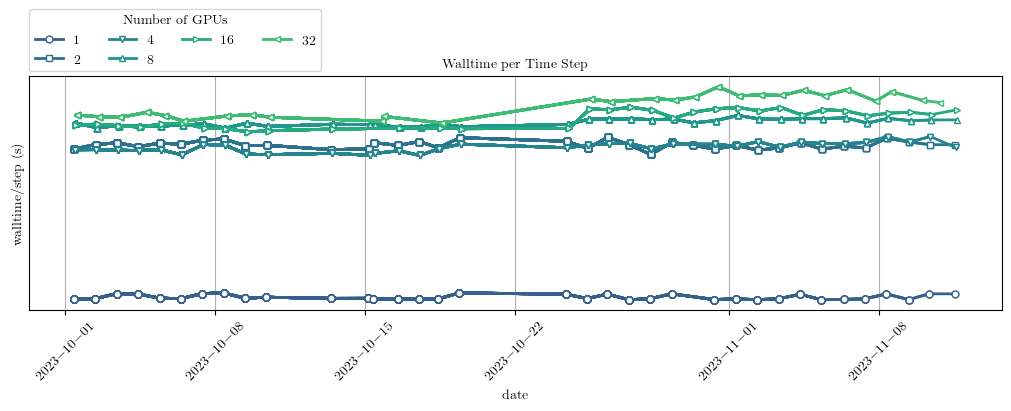 Number of GPUs
1 4 16 32
2 8
Walltime per Time Step
walltime/step (s)
2023−10−01 2023−10−08 2023−10−15 2023−10−22 2023−11−01 2023−11−08
date